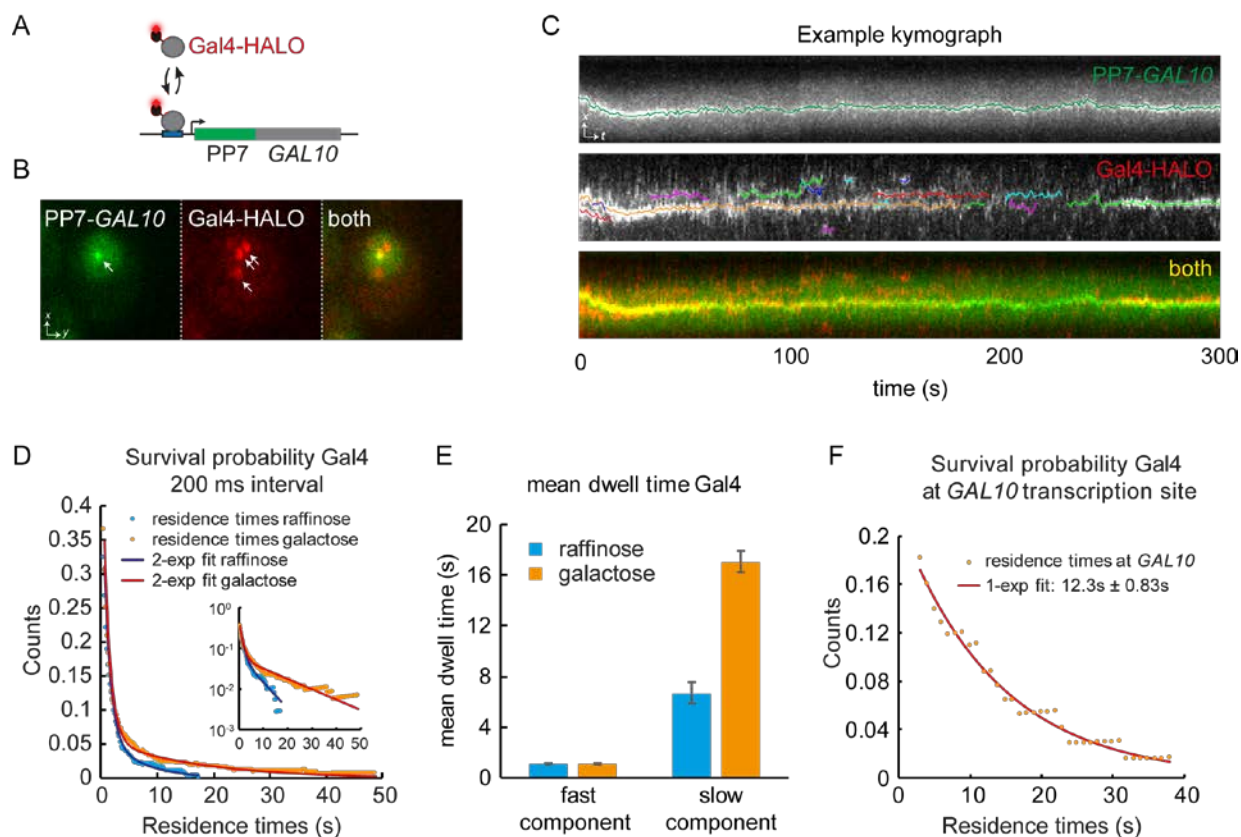 A
Gal4-HALO
PP7 GAL10
B
PP7-GAL10 Gal4-HALO both
x
y
C
Example kymograph
PP7-GAL10
x
t
Gal4-HALO
both
0 100 200 300
time (s)
D
Survival probability Gal4
200 ms interval
residence times raffinose
residence times galactose
2-exp fit raffinose
2-exp fit galactose
Counts
0.4
0.35
0.3
0.25
0.2
0.15
0.1
0.05
0
0 10 20 30 40 50
Residence times (s)
10⁰
10⁻¹
10⁻²
10⁻³
0 10 20 30 40 50
E
mean dwell time Gal4
raffinose
galactose
mean dwell time (s)
20
16
12
8
4
0
fast
component
slow
component
F
Survival probability Gal4
at GAL10 transcription site
residence times at GAL10
1-exp fit: 12.3s ± 0.83s
Counts
0.2
0.16
0.12
0.08
0.04
0
0 10 20 30 40
Residence times (s)